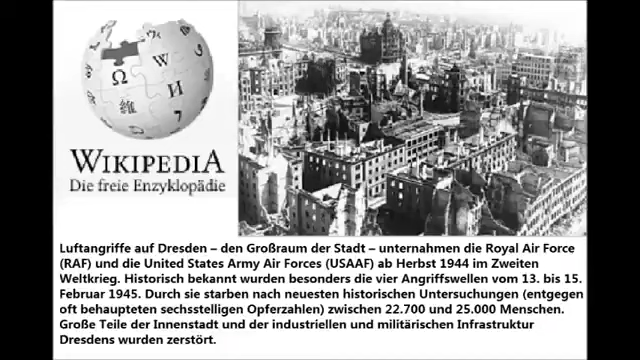 Ω
W
И
維
WIKIPEDIA
Die freie Enzyklopädie
Luftangriffe auf Dresden – den Großraum der Stadt – unternahmen die Royal Air Force
(RAF) und die United States Army Air Forces (USAAF) ab Herbst 1944 im Zweiten
Weltkrieg. Historisch bekannt wurden besonders die vier Angriffswellen vom 13. bis 15.
Februar 1945. Durch sie starben nach neuesten historischen Untersuchungen (entgegen
oft behaupteten sechsstelligen Opferzahlen) zwischen 22.700 und 25.000 Menschen.
Große Teile der Innenstadt und der industriellen und militärischen Infrastruktur
Dresdens wurden zerstört.